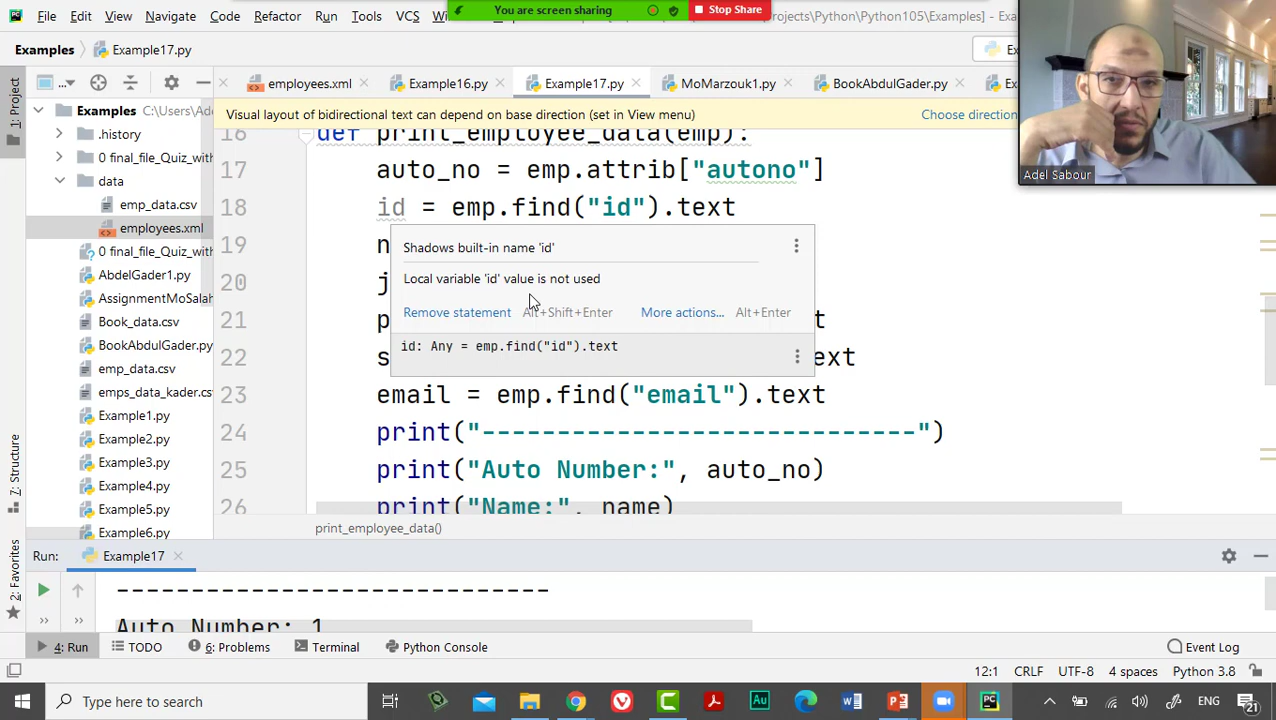 You are screen sharing
Stop Share
File Edit View Navigate Code Refactor Run Tools VCS
rojects\Python\Python105\Examples] - Exa
Examples Example17.py
employees.xml Example16.py Example17.py MoMarzouk1.py BookAbdulGader.py
1: Project
Examples C:\Users\Ade
.history
0 final_file_Quiz_with
data
emp_data.csv
employees.xml
0 final_file_Quiz_with
AbdelGader1.py
AssignmentMoSalah
Book_data.csv
BookAbdulGader.py
emp_data.csv
emps_data_kader.csv
Example1.py
Example2.py
Example3.py
Example4.py
Example5.py
Example6.py
Visual layout of bidirectional text can depend on base direction (set in View menu) Choose direction
Adel Sabour
16 def print_employee_data(emp):
17 auto_no = emp.attrib["autono"]
18 id = emp.find("id").text
19 n
20 j
21 p t
22 s ext
23 email = emp.find("email").text
24 print("-----------------------------")
25 print("Auto Number:", auto_no)
26 print("Name:", name)
Shadows built-in name 'id'
Local variable 'id' value is not used
Remove statement Alt+Shift+Enter More actions... Alt+Enter
id: Any = emp.find("id").text
print_employee_data()
7: Structure
2: Favorites
Run: Example17
-----------------------------
Auto Number: 1
4: Run TODO 6: Problems Terminal Python Console Event Log
12:1 CRLF UTF-8 4 spaces Python 3.8
Type here to search
ENG
21